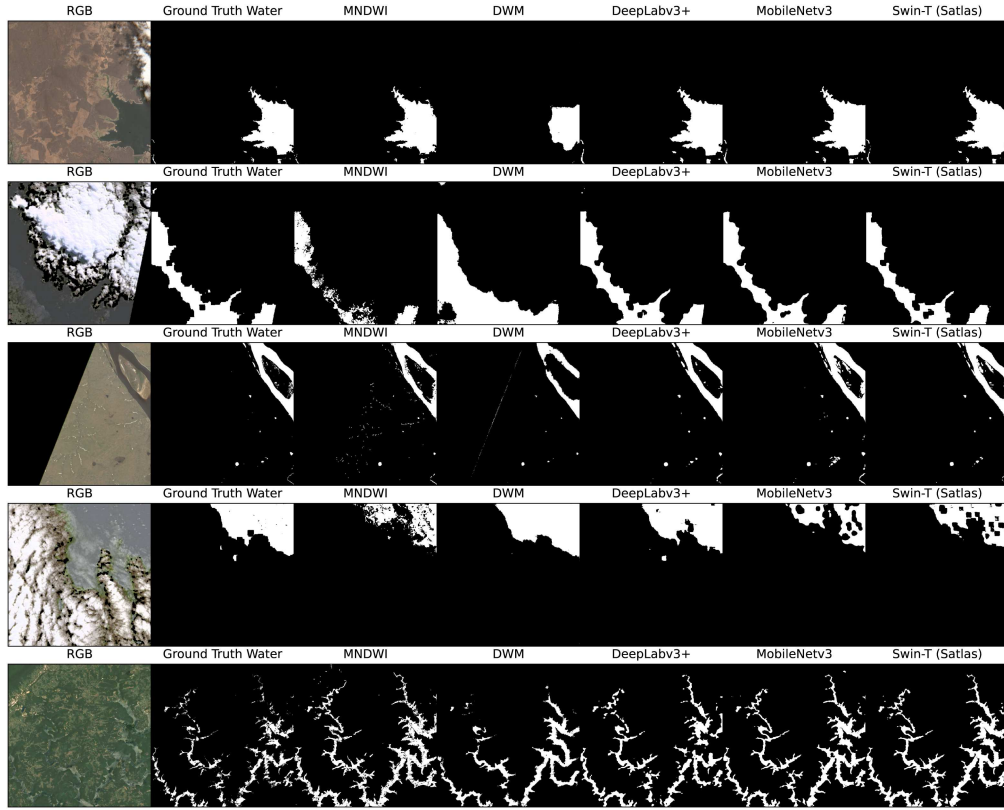 RGB Ground Truth Water MNDWI DWM DeepLabv3+ MobileNetv3 Swin-T (Satlas)
RGB Ground Truth Water MNDWI DWM DeepLabv3+ MobileNetv3 Swin-T (Satlas)
RGB Ground Truth Water MNDWI DWM DeepLabv3+ MobileNetv3 Swin-T (Satlas)
RGB Ground Truth Water MNDWI DWM DeepLabv3+ MobileNetv3 Swin-T (Satlas)
RGB Ground Truth Water MNDWI DWM DeepLabv3+ MobileNetv3 Swin-T (Satlas)